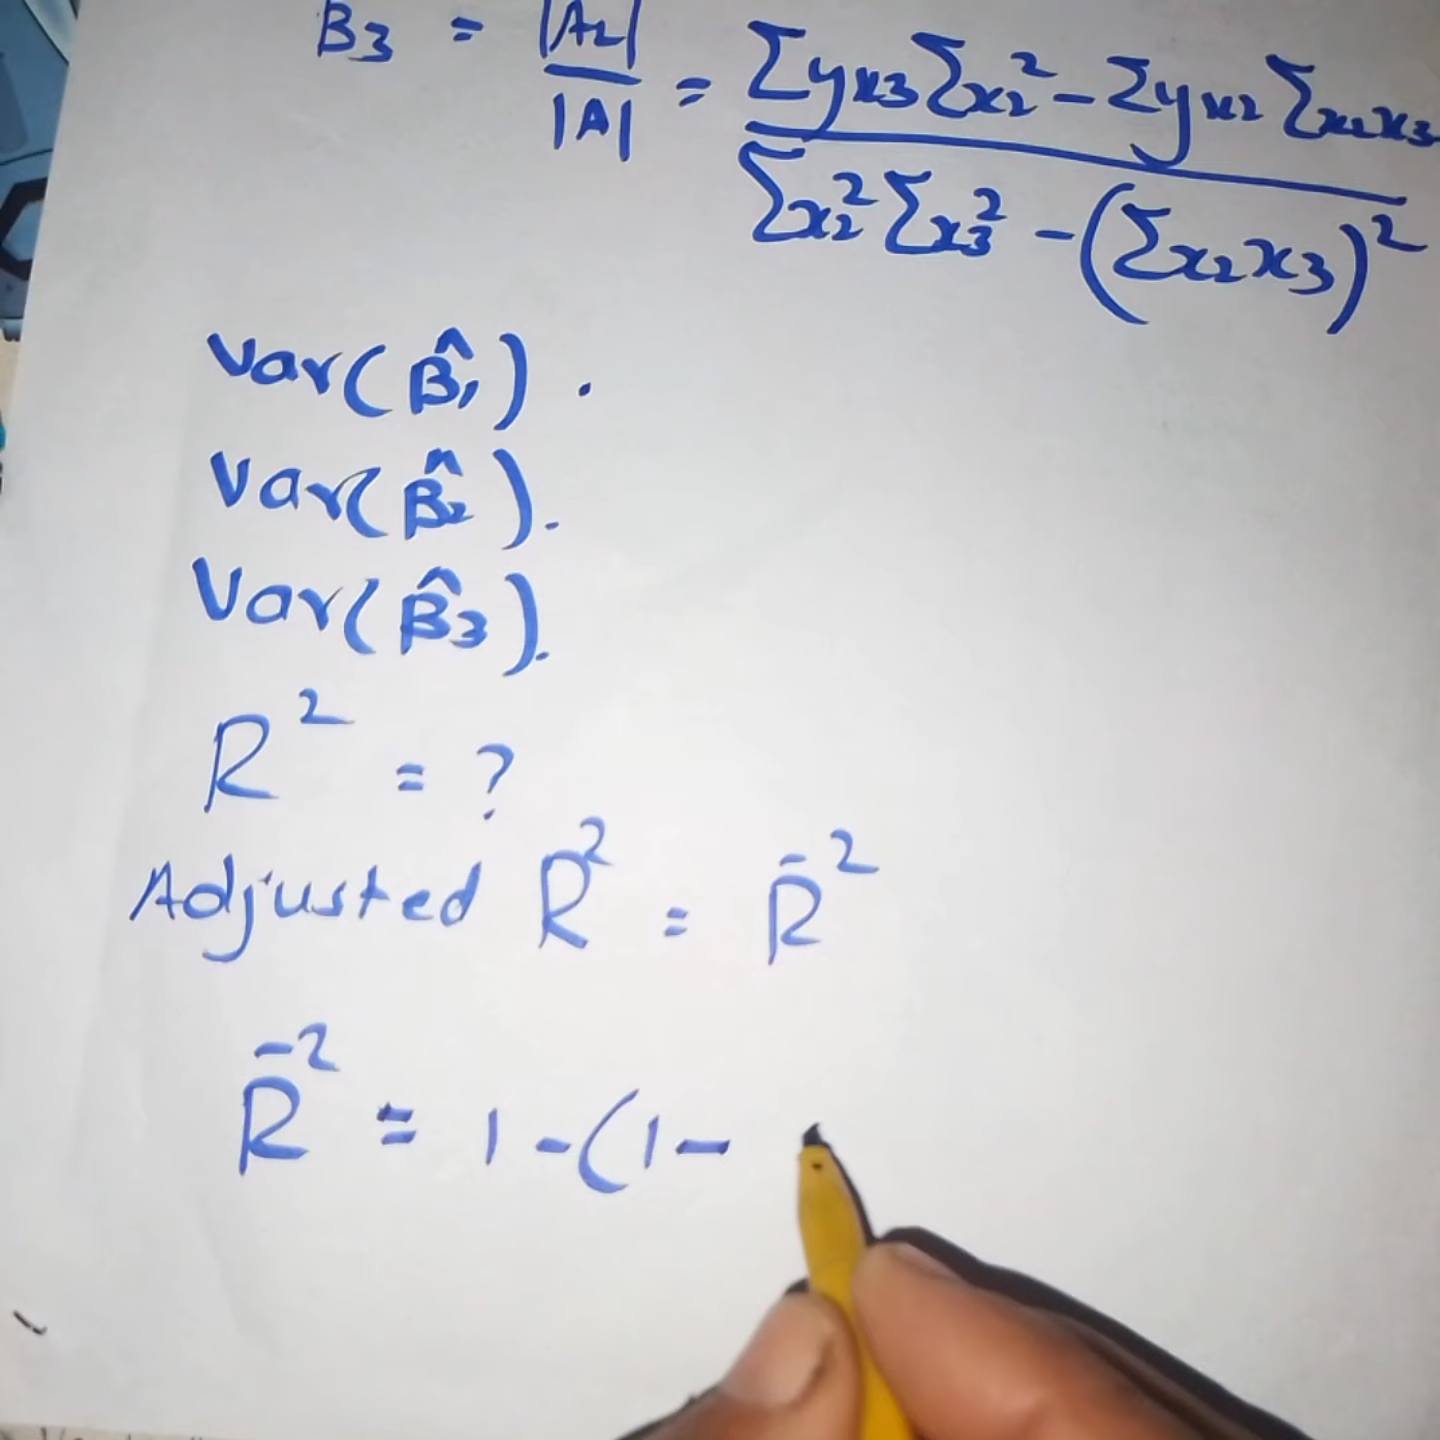 B3 = |A2| / |A| = Σyx3 Σx2² - Σyx2 Σx2x3 / Σx2² Σx3² - (Σx2x3)²
Var(B̂1).
Var(B̂2).
Var(B̂3).
R² = ?
Adjusted R² = R̄²
R̄² = 1 - (1 -